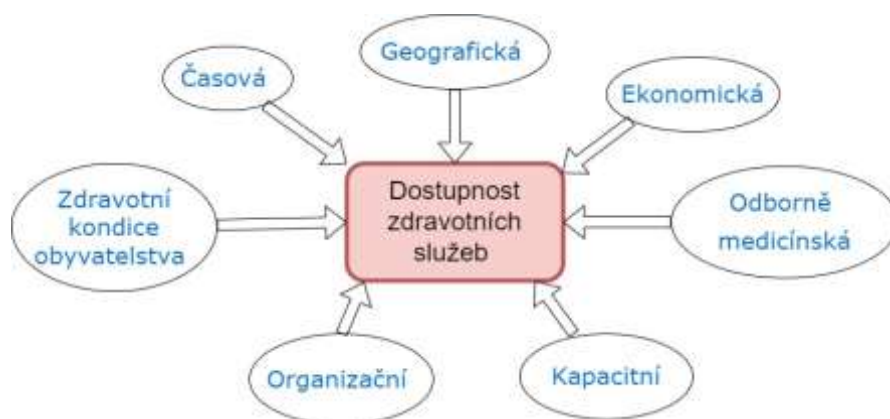 Geografická
Časová
Ekonomická
Dostupnost
zdravotních
služeb
Zdravotní
kondice
obyvatelstva
Odborně
medicínská
Organizační
Kapacitní